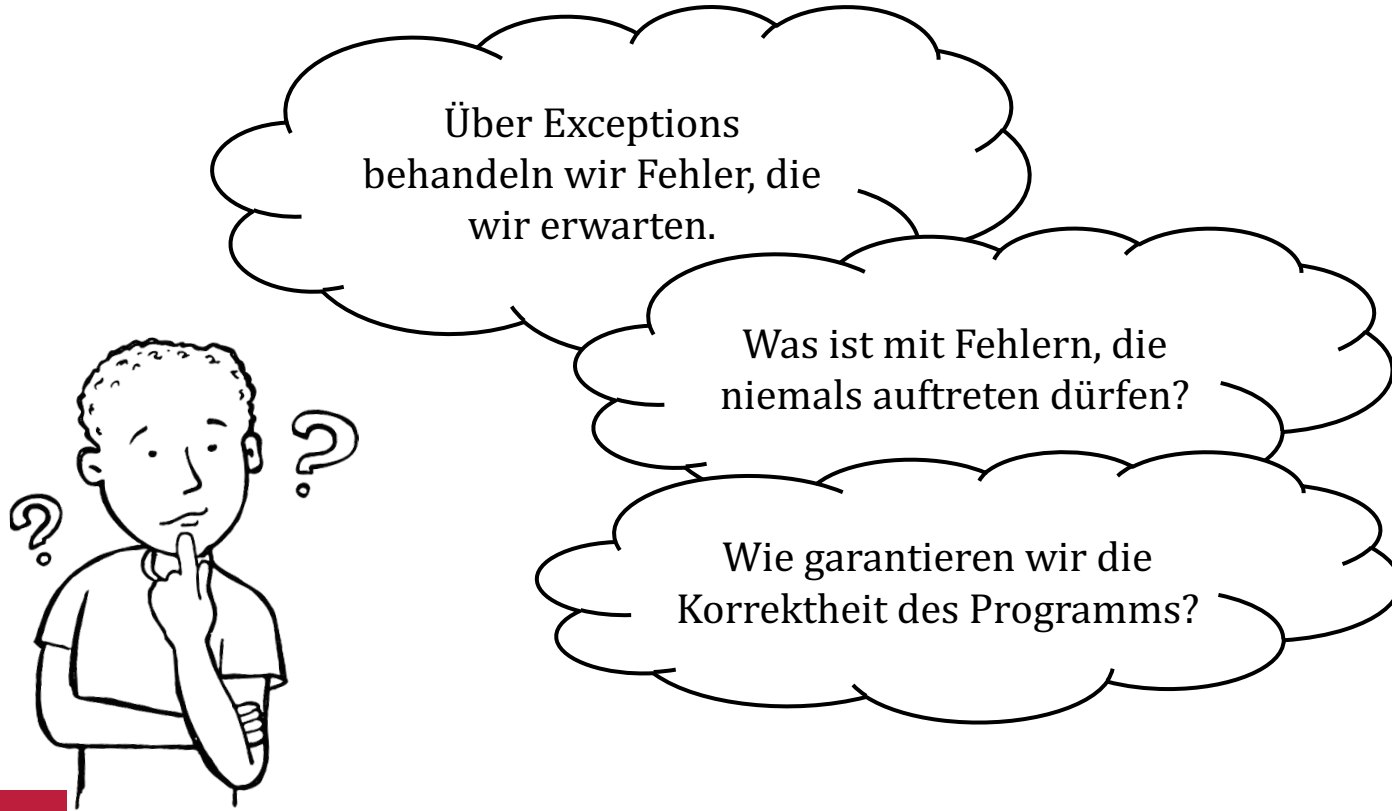 Über Exceptions
behandeln wir Fehler, die
wir erwarten.
Was ist mit Fehlern, die
niemals auftreten dürfen?
Wie garantieren wir die
Korrektheit des Programms?
? ?